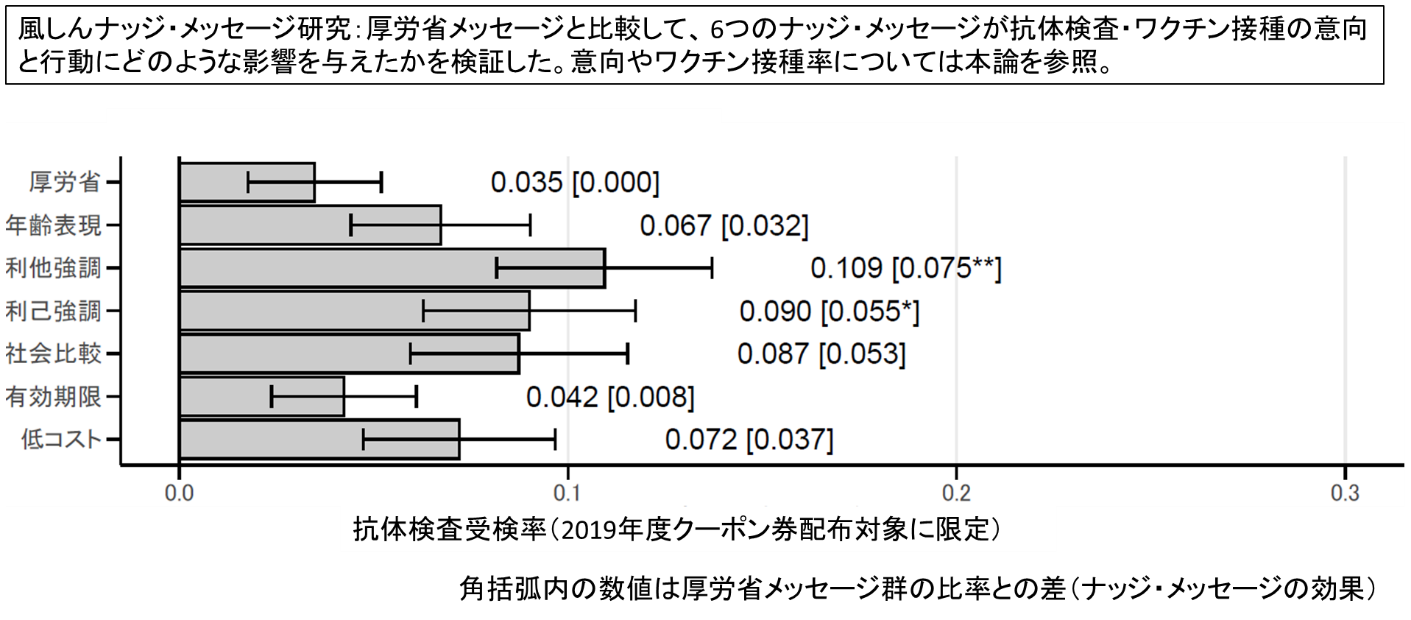 風しんナッジ・メッセージ研究：厚労省メッセージと比較して、6つのナッジ・メッセージが抗体検査・ワクチン接種の意向
と行動にどのような影響を与えたかを検証した。意向やワクチン接種率については本論を参照。
厚労省 0.035 [0.000]
年齢表現 0.067 [0.032]
利他強調 0.109 [0.075**]
利己強調 0.090 [0.055*]
社会比較 0.087 [0.053]
有効期限 0.042 [0.008]
低コスト 0.072 [0.037]
0.0 0.1 0.2 0.3
抗体検査受検率（2019年度クーポン券配布対象に限定）
角括弧内の数値は厚労省メッセージ群の比率との差（ナッジ・メッセージの効果）